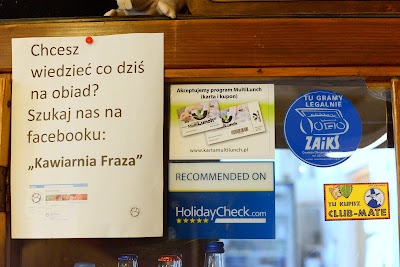 Chcesz
wiedzieć co dziś
na obiad?
Szukaj nas na
facebooku:
„Kawiarnia Fraza”
Akceptujemy program MultiLunch
(karta i kupon)
www.kartamultilunch.pl
RECOMMENDED ON
HolidayCheck.com
TU GRAMY
LEGALNIE
ZAiKS
TU KUPISZ
CLUB-MATE